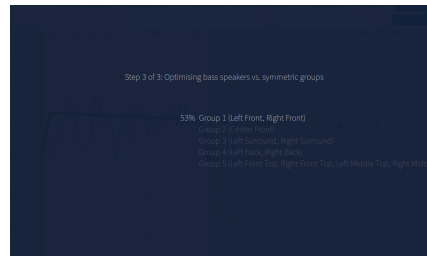 Step 3 of 3: Optimising bass speakers vs. symmetric groups
53% Group 1 (Left Front, Right Front)
Group 2 (Center Front)
Group 3 (Left Surround, Right Surround)
Group 4 (Left Back, Right Back)
Group 5 (Left Front Top, Right Front Top, Left Middle Top, Right Midd